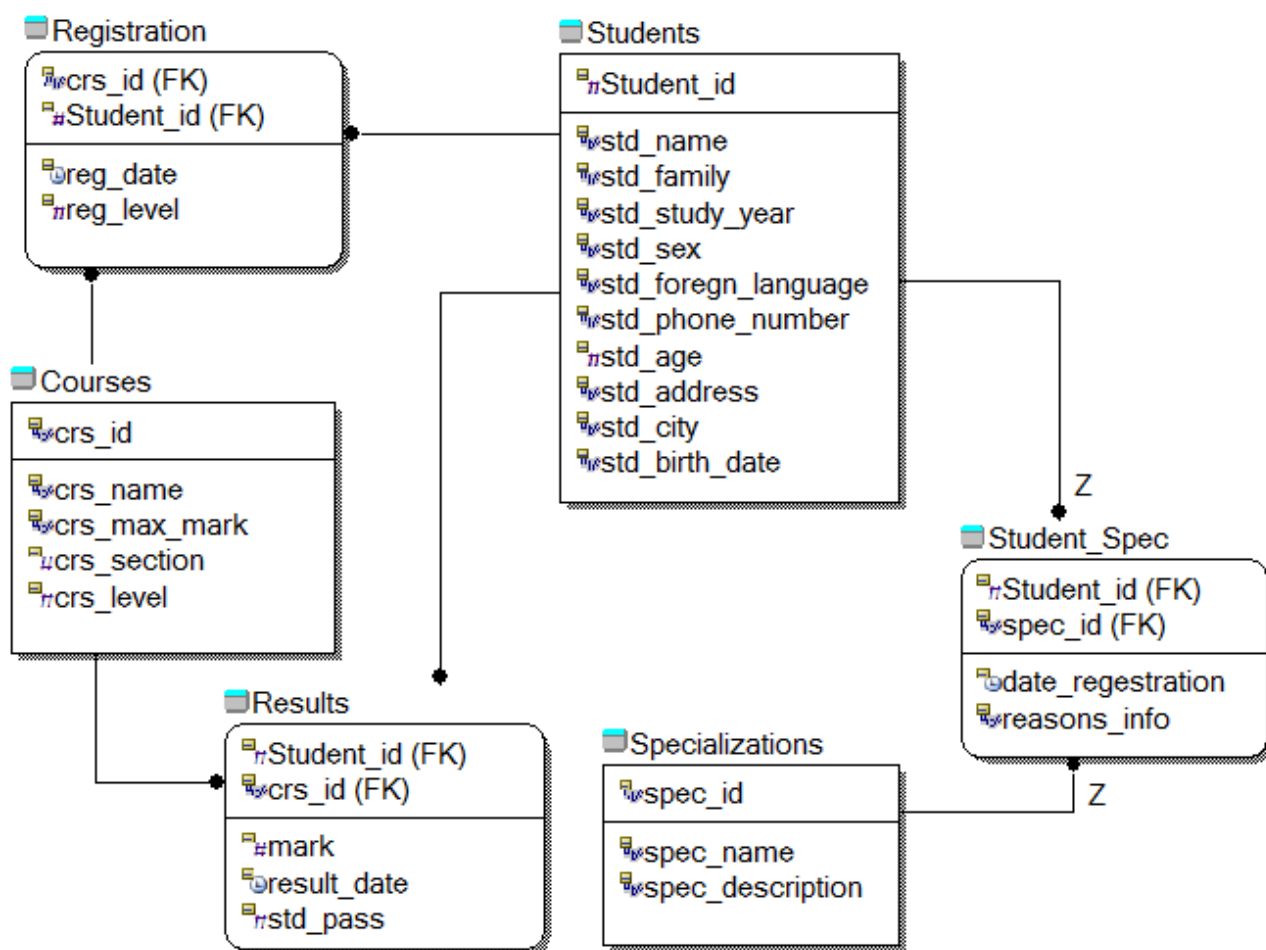 Registration
crs_id (FK)
Student_id (FK)
reg_date
reg_level
Students
Student_id
std_name
std_family
std_study_year
std_sex
std_foregn_language
std_phone_number
std_age
std_address
std_city
std_birth_date
Courses
crs_id
crs_name
crs_max_mark
crs_section
crs_level
Z
Student_Spec
Student_id (FK)
spec_id (FK)
date_regestration
reasons_info
Z
Results
Student_id (FK)
crs_id (FK)
mark
result_date
std_pass
Specializations
spec_id
spec_name
spec_description